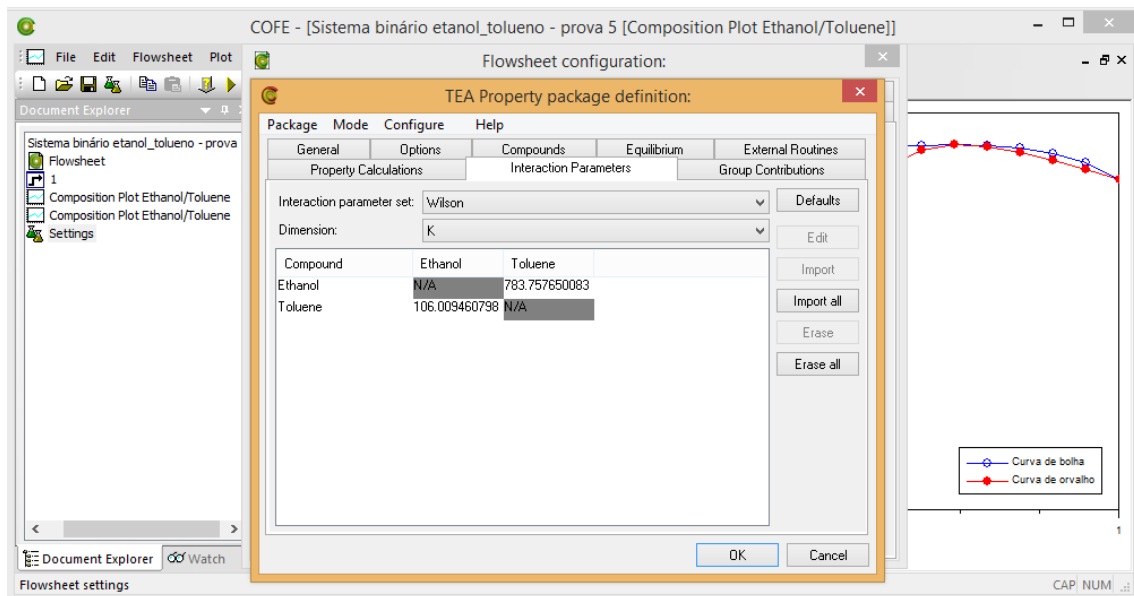 COFE - [Sistema binário etanol_tolueno - prova 5 [Composition Plot Ethanol/Toluene]]
File Edit Flowsheet Plot
Flowsheet configuration:
Document Explorer
TEA Property package definition:
Package Mode Configure Help
General Options Compounds Equilibrium External Routines
Property Calculations Interaction Parameters Group Contributions
Sistema binário etanol_tolueno - prova
Flowsheet
1
Composition Plot Ethanol/Toluene
Composition Plot Ethanol/Toluene
Settings
Interaction parameter set: Wilson
Dimension: K
Compound Ethanol Toluene
Ethanol N/A 783.757650083
Toluene 106.009460798 N/A
Defaults
Edit
Import
Import all
Erase
Erase all
Curva de bolha
Curva de orvalho
1
OK Cancel
Document Explorer Watch
Flowsheet settings
CAP NUM